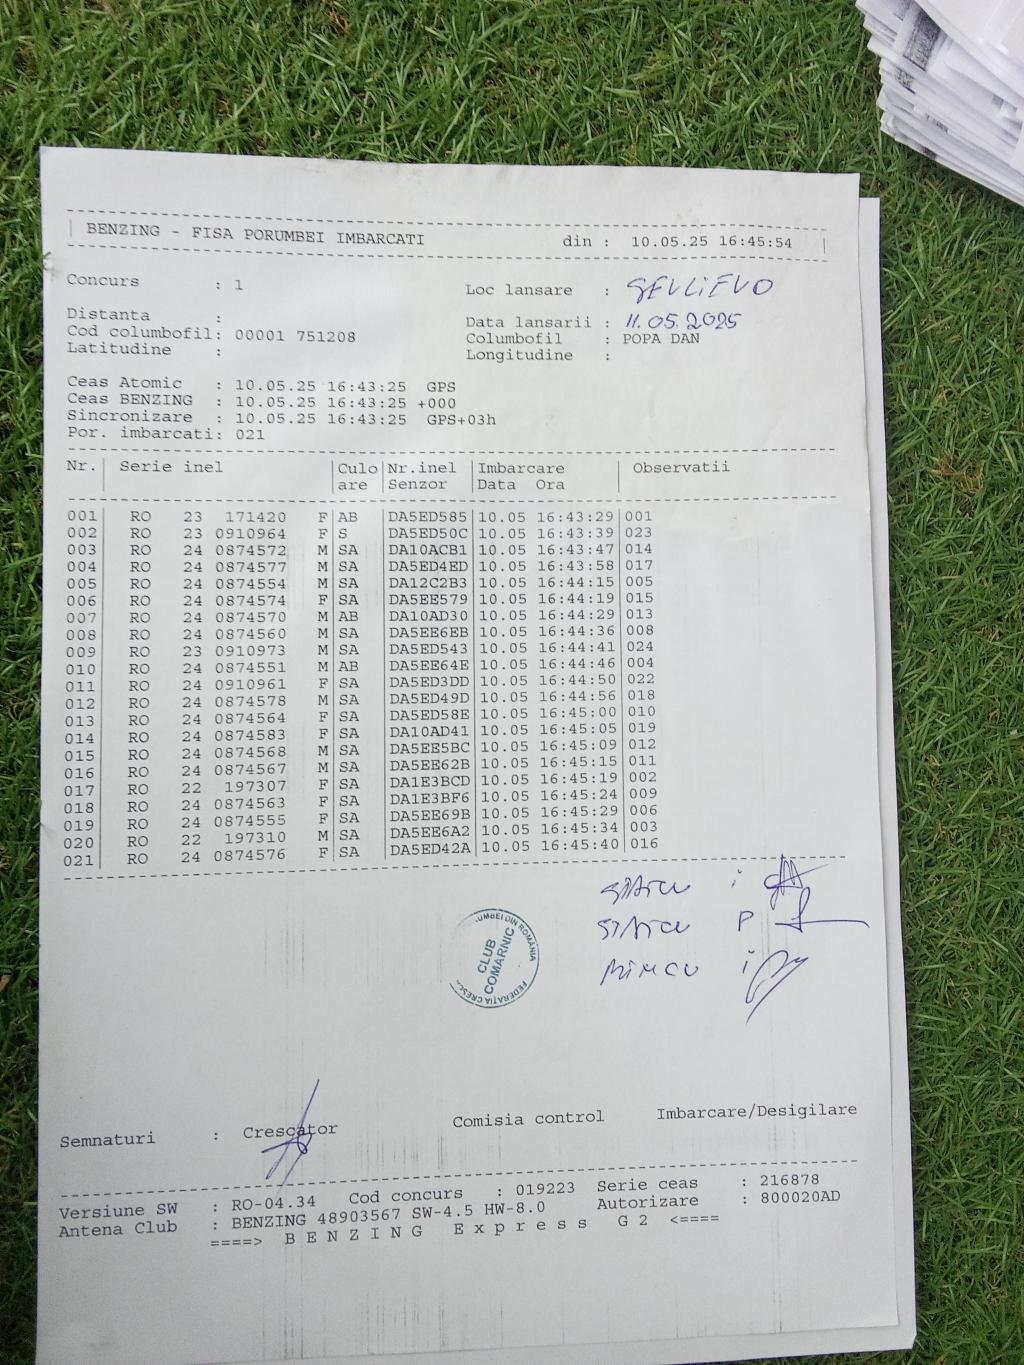 BENZING - FISA PORUMBEI IMBARCATI din : 10.05.25 16:45:54
Concurs : 1 Loc lansare : SEVLIEVO
Distanta : Data lansarii : 11.05.2025
Cod columbofil: 00001 751208 Columbofil : POPA DAN
Latitudine : Longitudine :
Ceas Atomic : 10.05.25 16:43:25 GPS
Ceas BENZING : 10.05.25 16:43:25 +000
Sincronizare : 10.05.25 16:43:25 GPS+03h
Por. imbarcati: 021
Nr. Serie inel Culo Nr.inel Imbarcare Observatii
are Senzor Data Ora
001 RO 23 171420 F AB DA5ED585 10.05 16:43:29 001
002 RO 23 0910964 F S DA5ED50C 10.05 16:43:39 023
003 RO 24 0874572 M SA DA10ACB1 10.05 16:43:47 014
004 RO 24 0874577 M SA DA5ED4ED 10.05 16:43:58 017
005 RO 24 0874554 M SA DA12C2B3 10.05 16:44:15 005
006 RO 24 0874574 F SA DA5EE579 10.05 16:44:19 015
007 RO 24 0874570 M AB DA10AD30 10.05 16:44:29 013
008 RO 24 0874560 M SA DA5EE6EB 10.05 16:44:36 008
009 RO 23 0910973 M SA DA5ED543 10.05 16:44:41 024
010 RO 24 0874551 M AB DA5EE64E 10.05 16:44:46 004
011 RO 24 0910961 F SA DA5ED3DD 10.05 16:44:50 022
012 RO 24 0874578 M SA DA5ED49D 10.05 16:44:56 018
013 RO 24 0874564 F SA DA5ED58E 10.05 16:45:00 010
014 RO 24 0874583 F SA DA10AD41 10.05 16:45:05 019
015 RO 24 0874568 M SA DA5EE5BC 10.05 16:45:09 012
016 RO 24 0874567 M SA DA5EE62B 10.05 16:45:15 011
017 RO 22 197307 F SA DA1E3BCD 10.05 16:45:19 002
018 RO 24 0874563 F SA DA1E3BF6 10.05 16:45:24 009
019 RO 24 0874555 F SA DA5EE69B 10.05 16:45:29 006
020 RO 22 197310 M SA DA5EE6A2 10.05 16:45:34 003
021 RO 24 0874576 F SA DA5ED42A 10.05 16:45:40 016
CLUB
COMARNIC
FEDERAȚIA
DIN ROMÂNIA
Semnaturi : Crescator Comisia control Imbarcare/Desigilare
Versiune SW : RO-04.34 Cod concurs : 019223 Serie ceas : 216878
Antena Club : BENZING 48903567 SW-4.5 HW-8.0 Autorizare : 800020AD
====> B E N Z I N G E x p r e s s G 2 <====